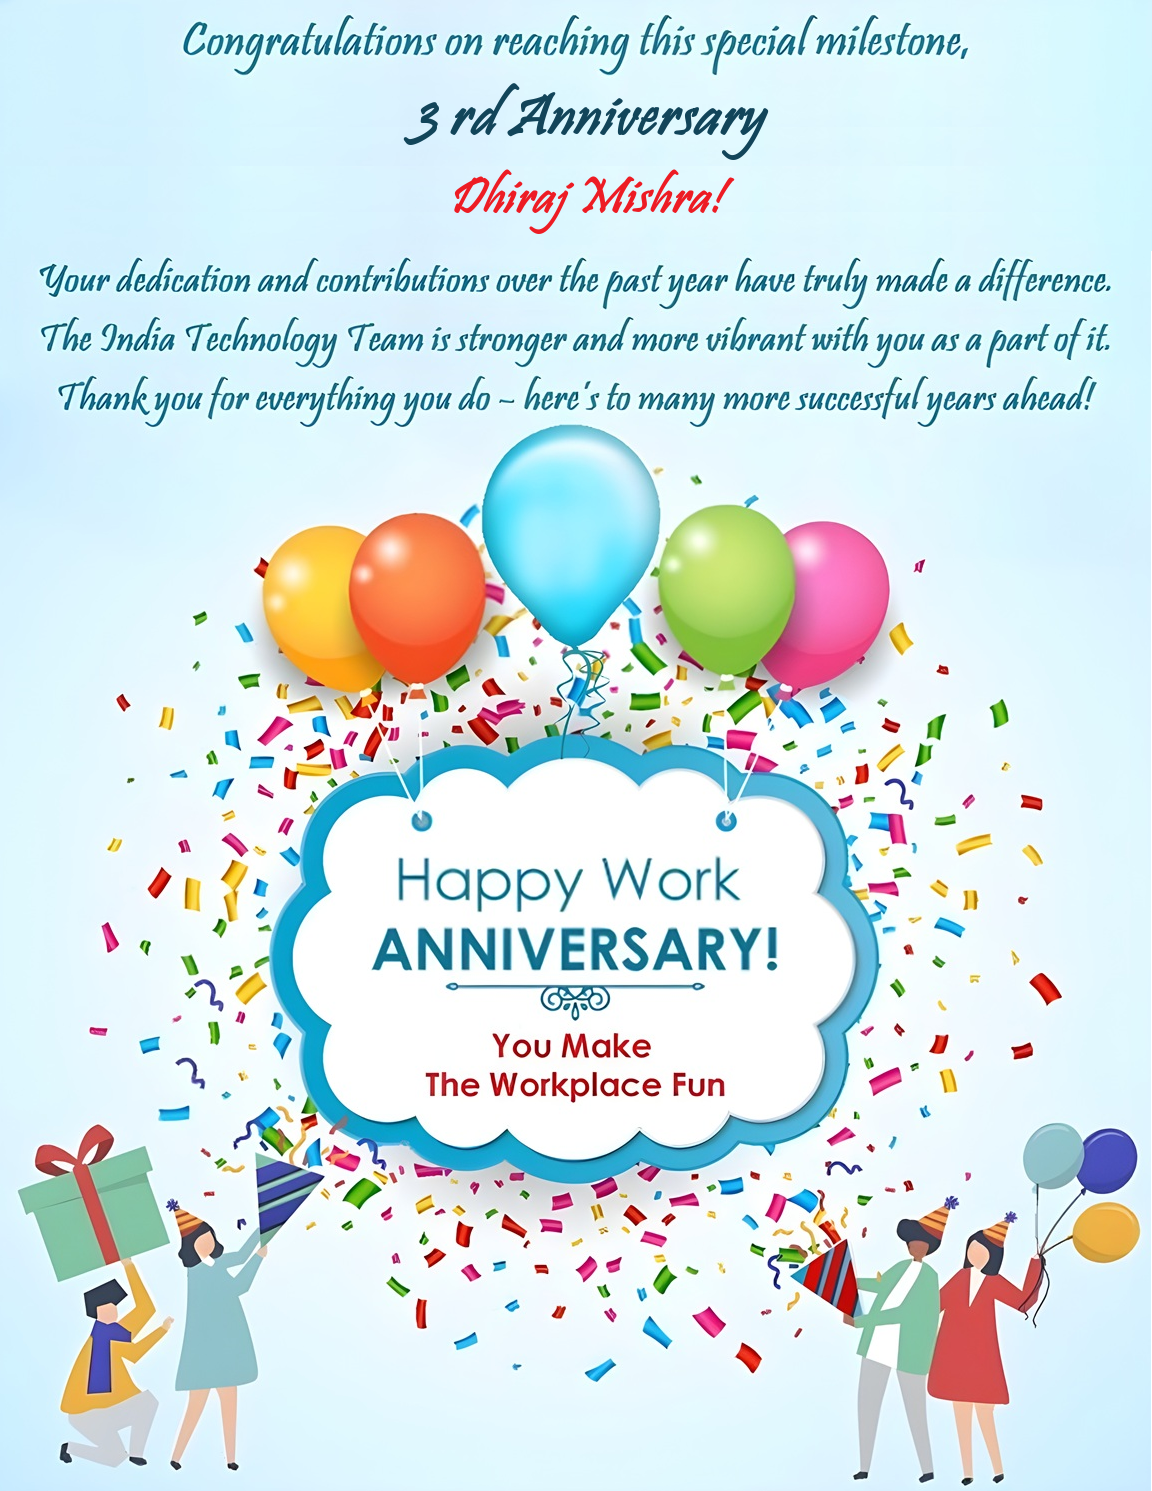 Congratulations on reaching this special milestone,
3 rd Anniversary
Dhiraj Mishra!
Your dedication and contributions over the past year have truly made a difference.
The India Technology Team is stronger and more vibrant with you as a part of it.
Thank you for everything you do – here's to many more successful years ahead!
Happy Work
ANNIVERSARY!
You Make
The Workplace Fun